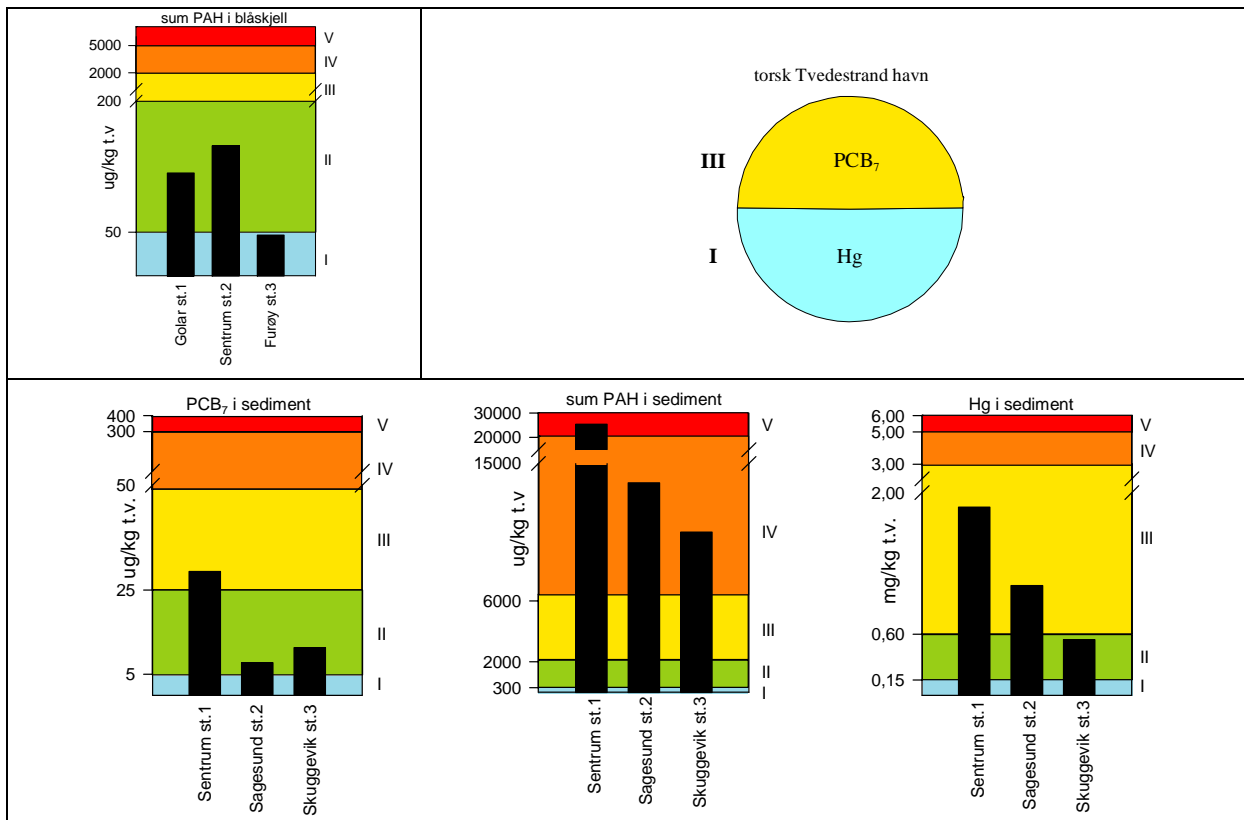 sum PAH i blåskjell
5000
2000
200
50
ug/kg t.v
V
IV
III
II
I
Golar st.1
Sentrum st.2
Furøy st.3
torsk Tvedestrand havn
III
PCB7
I
Hg
PCB7 i sediment
400
300
50
25
5
ug/kg t.v.
V
IV
III
II
I
Sentrum st.1
Sagesund st.2
Skuggevik st.3
sum PAH i sediment
30000
20000
15000
6000
2000
300
ug/kg t.v
V
IV
III
II
I
Sentrum st.1
Sagesund st.2
Skuggevik st.3
Hg i sediment
6,00
5,00
3,00
2,00
0,60
0,15
mg/kg t.v.
V
IV
III
II
I
Sentrum st.1
Sagesund st.2
Skuggevik st.3